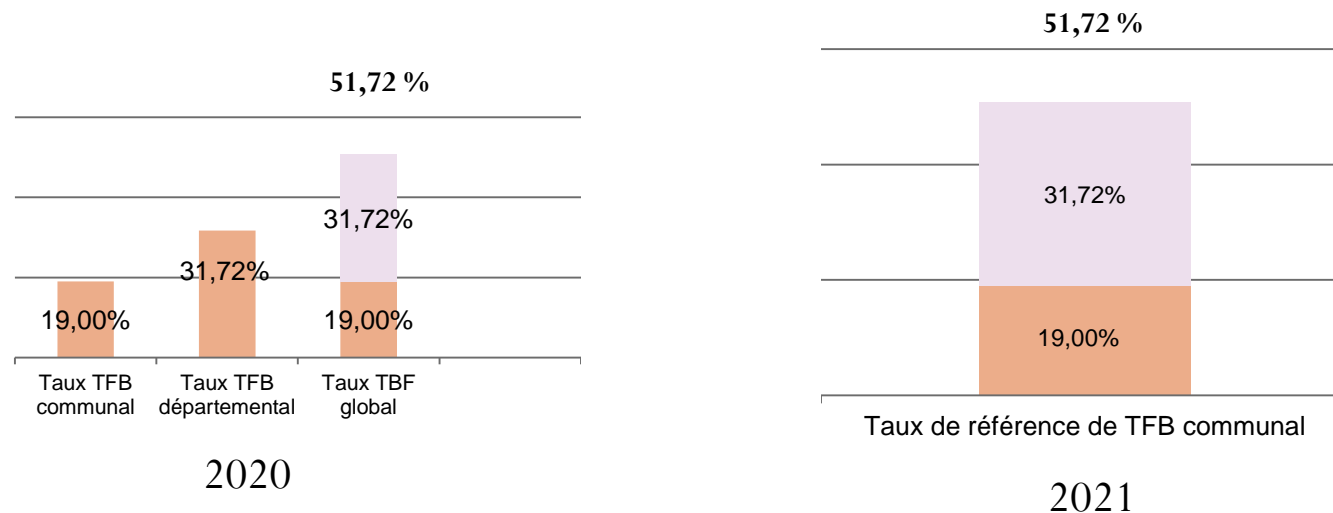 51,72 %
31,72%
31,72%
19,00%
19,00%
Taux TFB
communal
Taux TFB
départemental
Taux TBF
global
2020
51,72 %
31,72%
19,00%
Taux de référence de TFB communal
2021